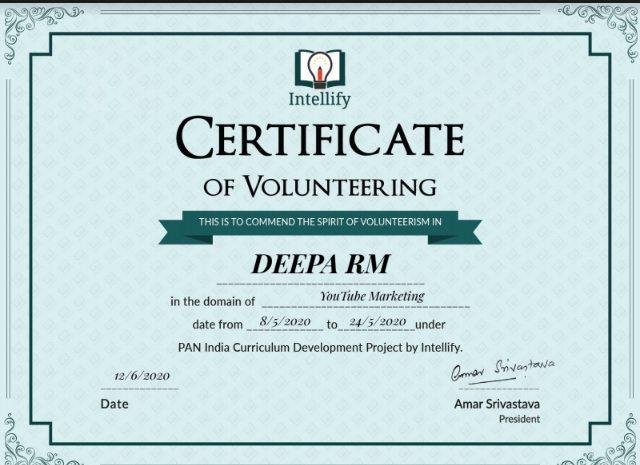 Intellify
CERTIFICATE
OF VOLUNTEERING
THIS IS TO COMMEND THE SPIRIT OF VOLUNTEERISM IN
DEEPA RM
in the domain of YouTube Marketing
date from 8/5/2020 to 24/5/2020 under
PAN India Curriculum Development Project by Intellify.
12/6/2020
Amar Srivastava
Date
Amar Srivastava
President